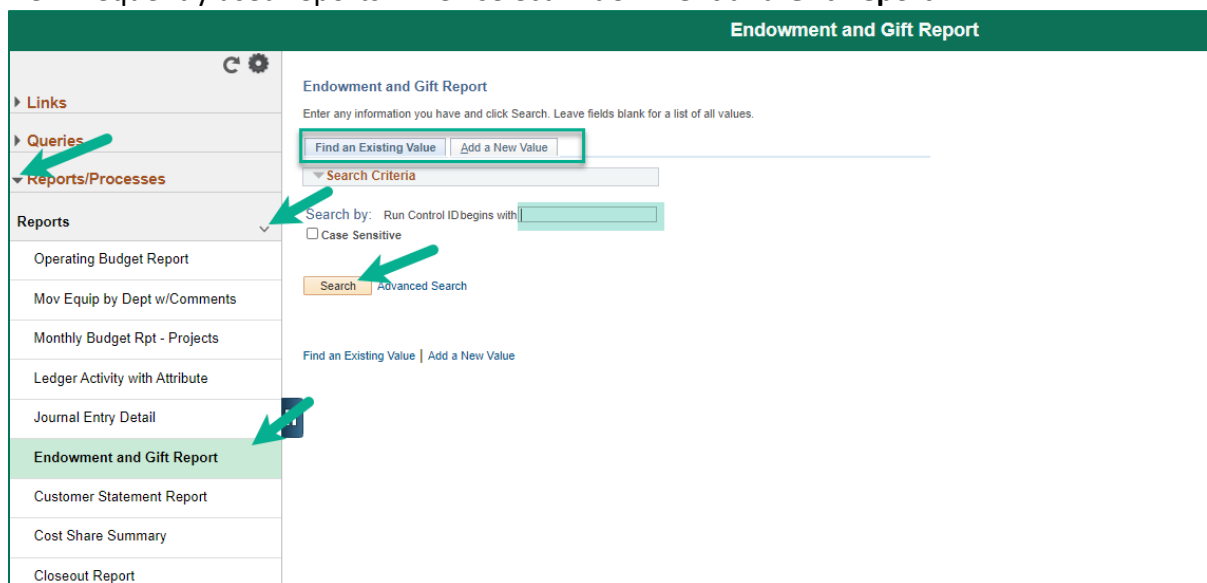 Endowment and Gift Report
Links
Queries
Reports/Processes
Reports
Operating Budget Report
Mov Equip by Dept w/Comments
Monthly Budget Rpt - Projects
Ledger Activity with Attribute
Journal Entry Detail
Endowment and Gift Report
Customer Statement Report
Cost Share Summary
Closeout Report
Endowment and Gift Report
Enter any information you have and click Search. Leave fields blank for a list of all values.
Find an Existing Value Add a New Value
Search Criteria
Search by: Run Control ID begins with
Case Sensitive
Search Advanced Search
Find an Existing Value | Add a New Value